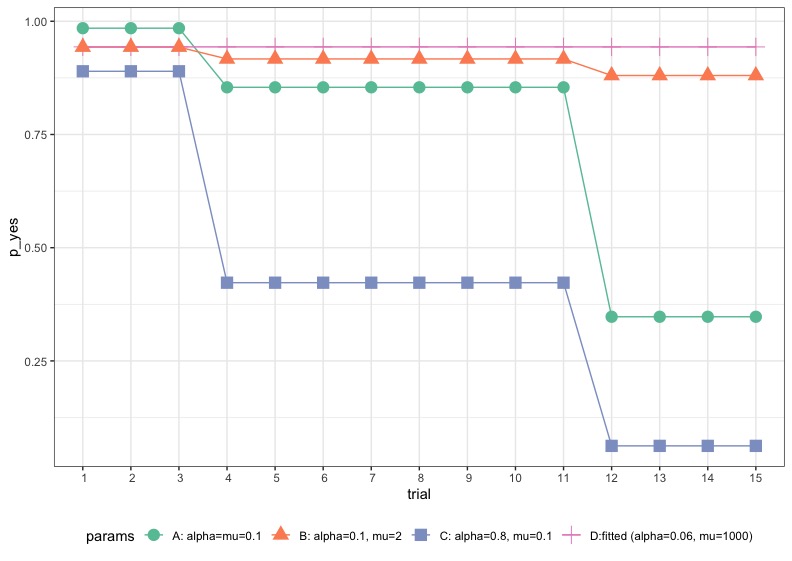 1.00
0.75
0.50
0.25
p_yes
1 2 3 4 5 6 7 8 9 10 11 12 13 14 15
trial
params A: alpha=mu=0.1 B: alpha=0.1, mu=2 C: alpha=0.8, mu=0.1 D:fitted (alpha=0.06, mu=1000)